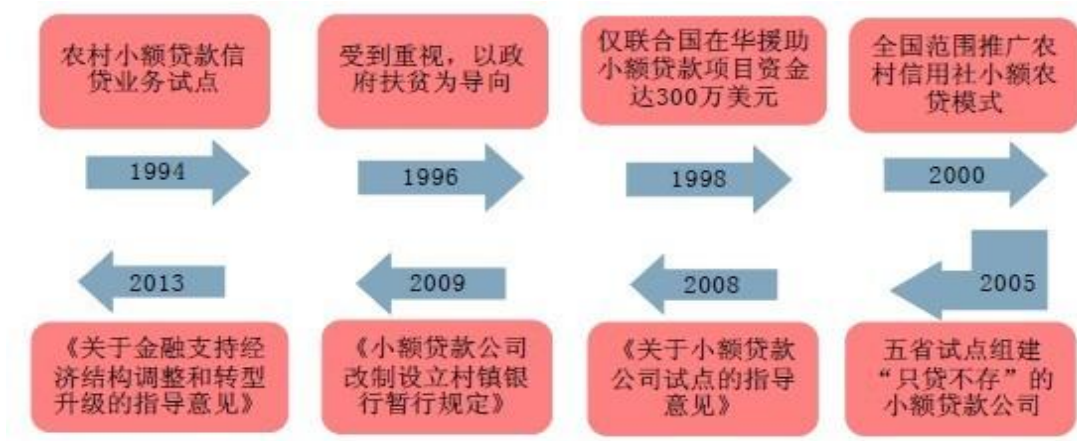 农村小额贷款信
贷业务试点
受到重视，以政
府扶贫为导向
仅联合国在华援助
小额贷款项目资金
达300万美元
全国范围推广农
村信用社小额农
贷模式
1994
1996
1998
2000
2013
2009
2008
2005
《关于金融支持经
济结构调整和转型
升级的指导意见》
《小额贷款公司
改制设立村镇银
行暂行规定》
《关于小额贷款
公司试点的指导
意见》
五省试点组建
“只贷不存”的
小额贷款公司